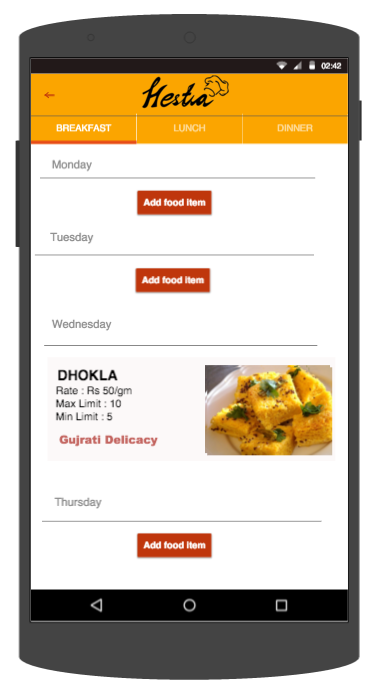 02:42
Hestia
BREAKFAST LUNCH DINNER
Monday
Add food item
Tuesday
Add food item
Wednesday
DHOKLA
Rate : Rs 50/gm
Max Limit : 10
Min Limit : 5
Gujrati Delicacy
Thursday
Add food item